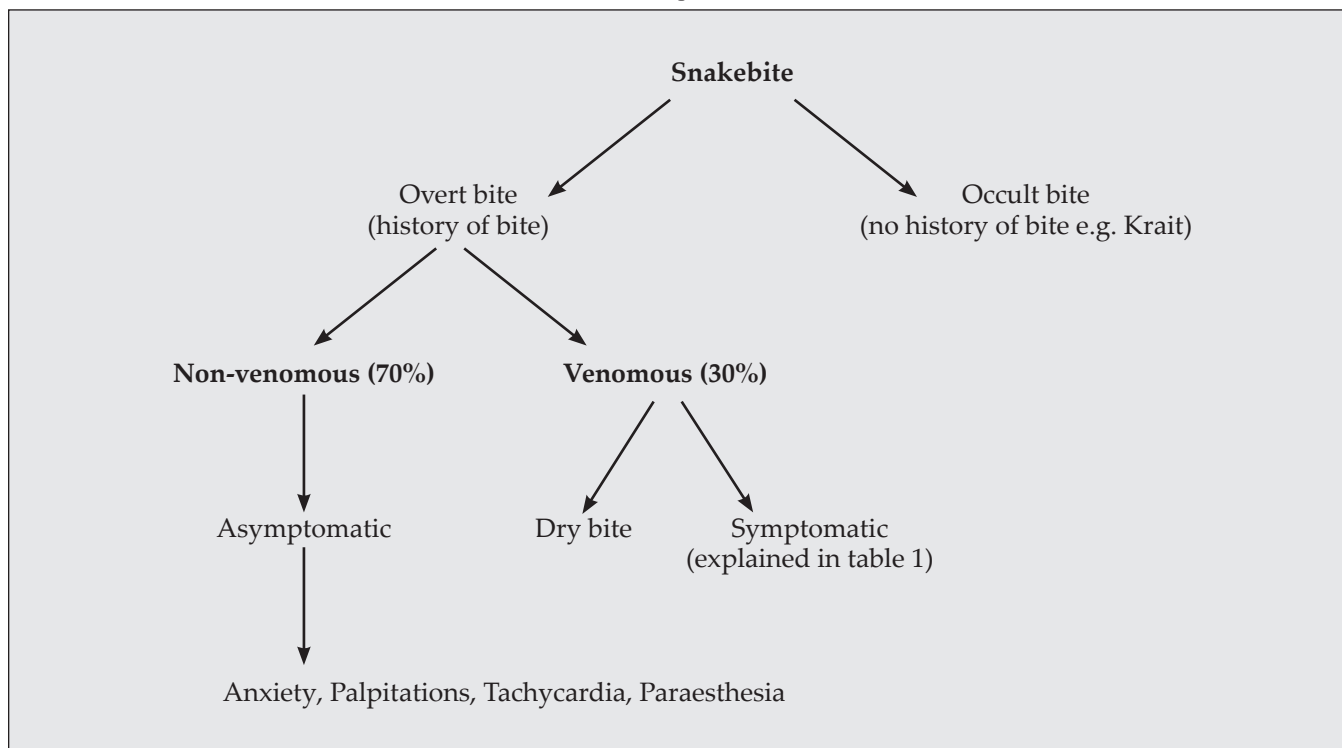 Snakebite
Overt bite
(history of bite)
Occult bite
(no history of bite e.g. Krait)
Non-venomous (70%)
Venomous (30%)
Asymptomatic
Dry bite
Symptomatic
(explained in table 1)
Anxiety, Palpitations, Tachycardia, Paraesthesia